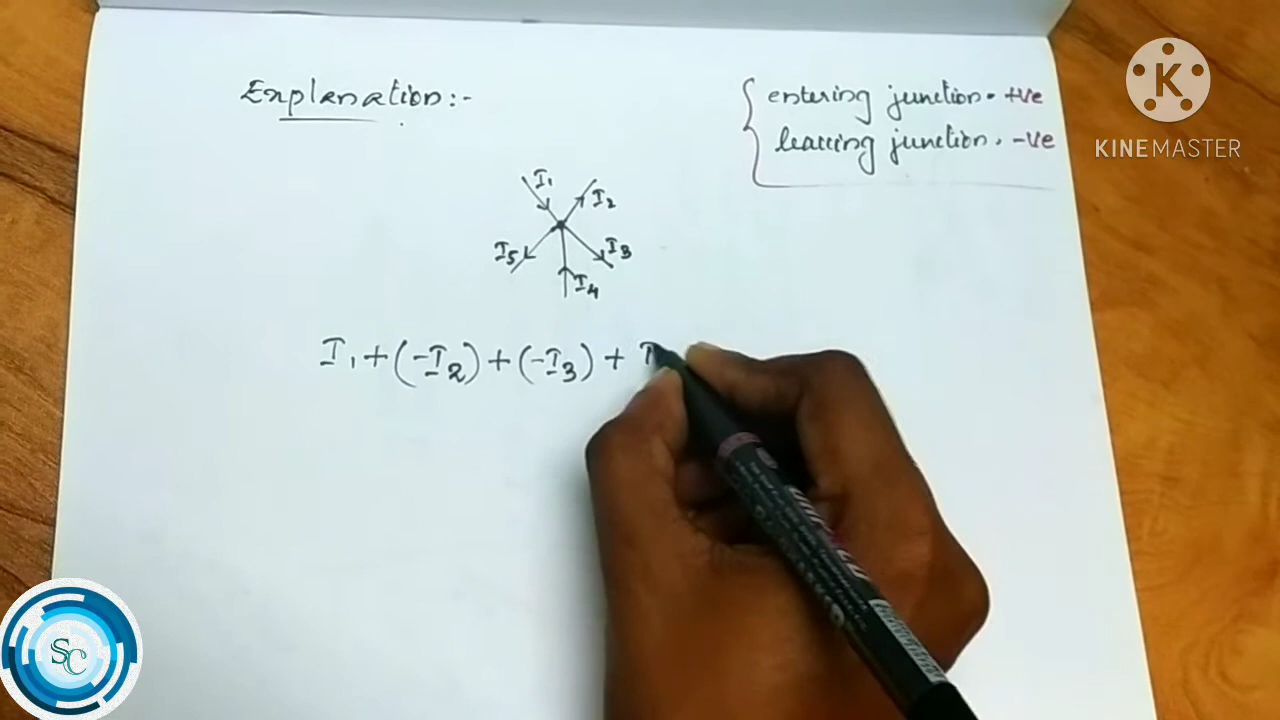 Explanation:-
entering junction. +ve
leaving junction. -ve
K
KINEMASTER
I1
I2
I5
I3
I4
I1 + (-I2) + (-I3) + I
SC